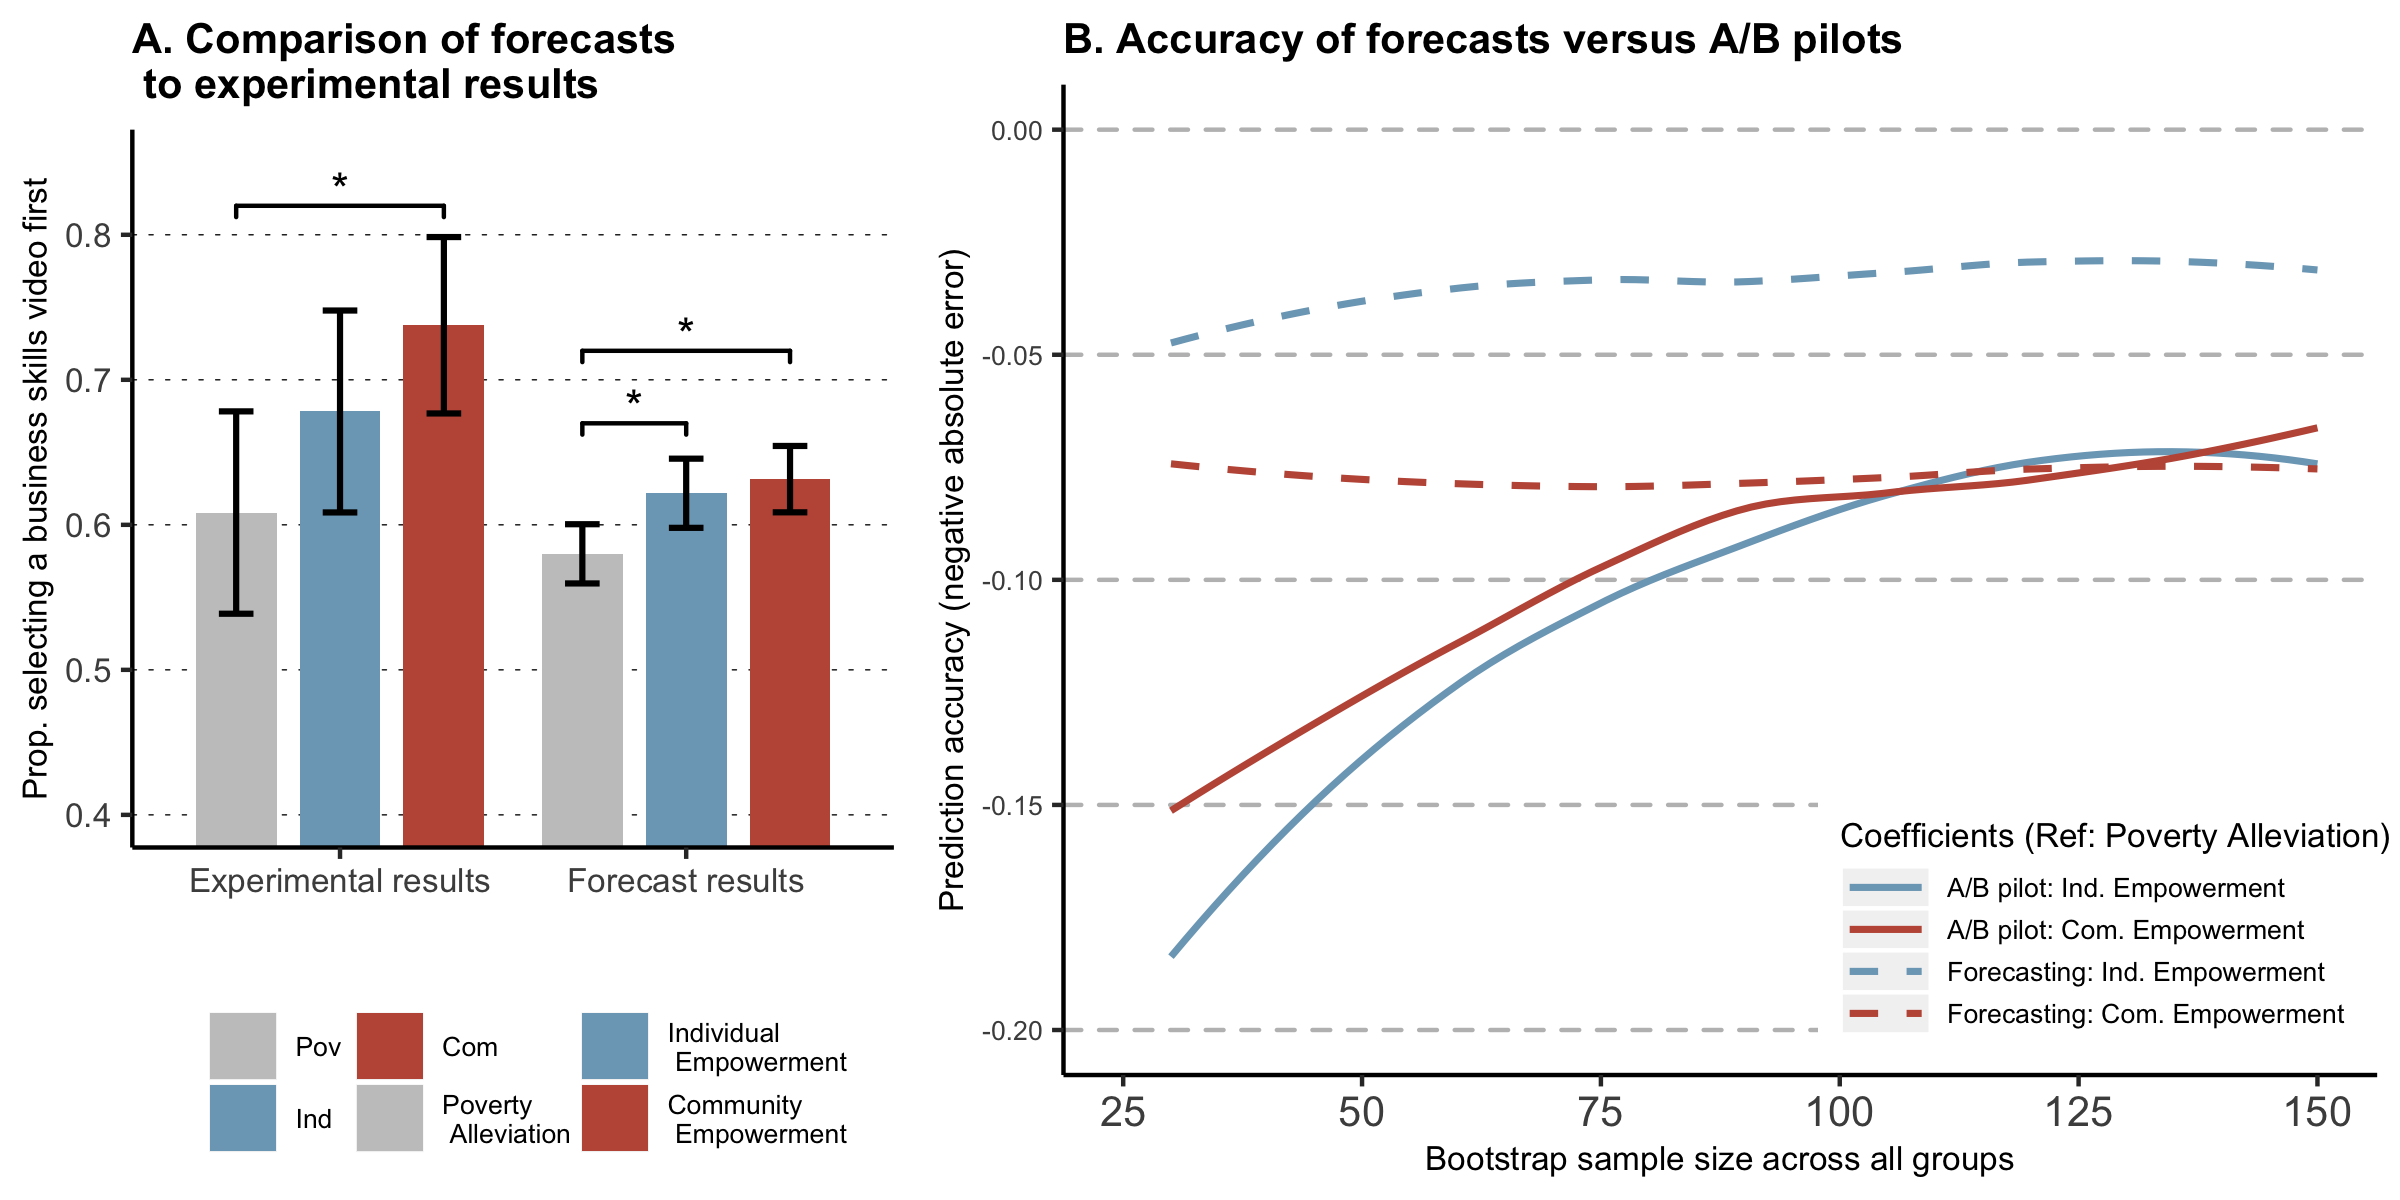 A. Comparison of forecasts
to experimental results
Prop. selecting a business skills video first
0.8
0.7
0.6
0.5
0.4
*
*
*
Experimental results
Forecast results
Pov
Ind
Com
Poverty
Alleviation
Individual
Empowerment
Community
Empowerment
B. Accuracy of forecasts versus A/B pilots
Prediction accuracy (negative absolute error)
0.00
-0.05
-0.10
-0.15
-0.20
25
50
75
100
125
150
Bootstrap sample size across all groups
Coefficients (Ref: Poverty Alleviation)
A/B pilot: Ind. Empowerment
A/B pilot: Com. Empowerment
Forecasting: Ind. Empowerment
Forecasting: Com. Empowerment